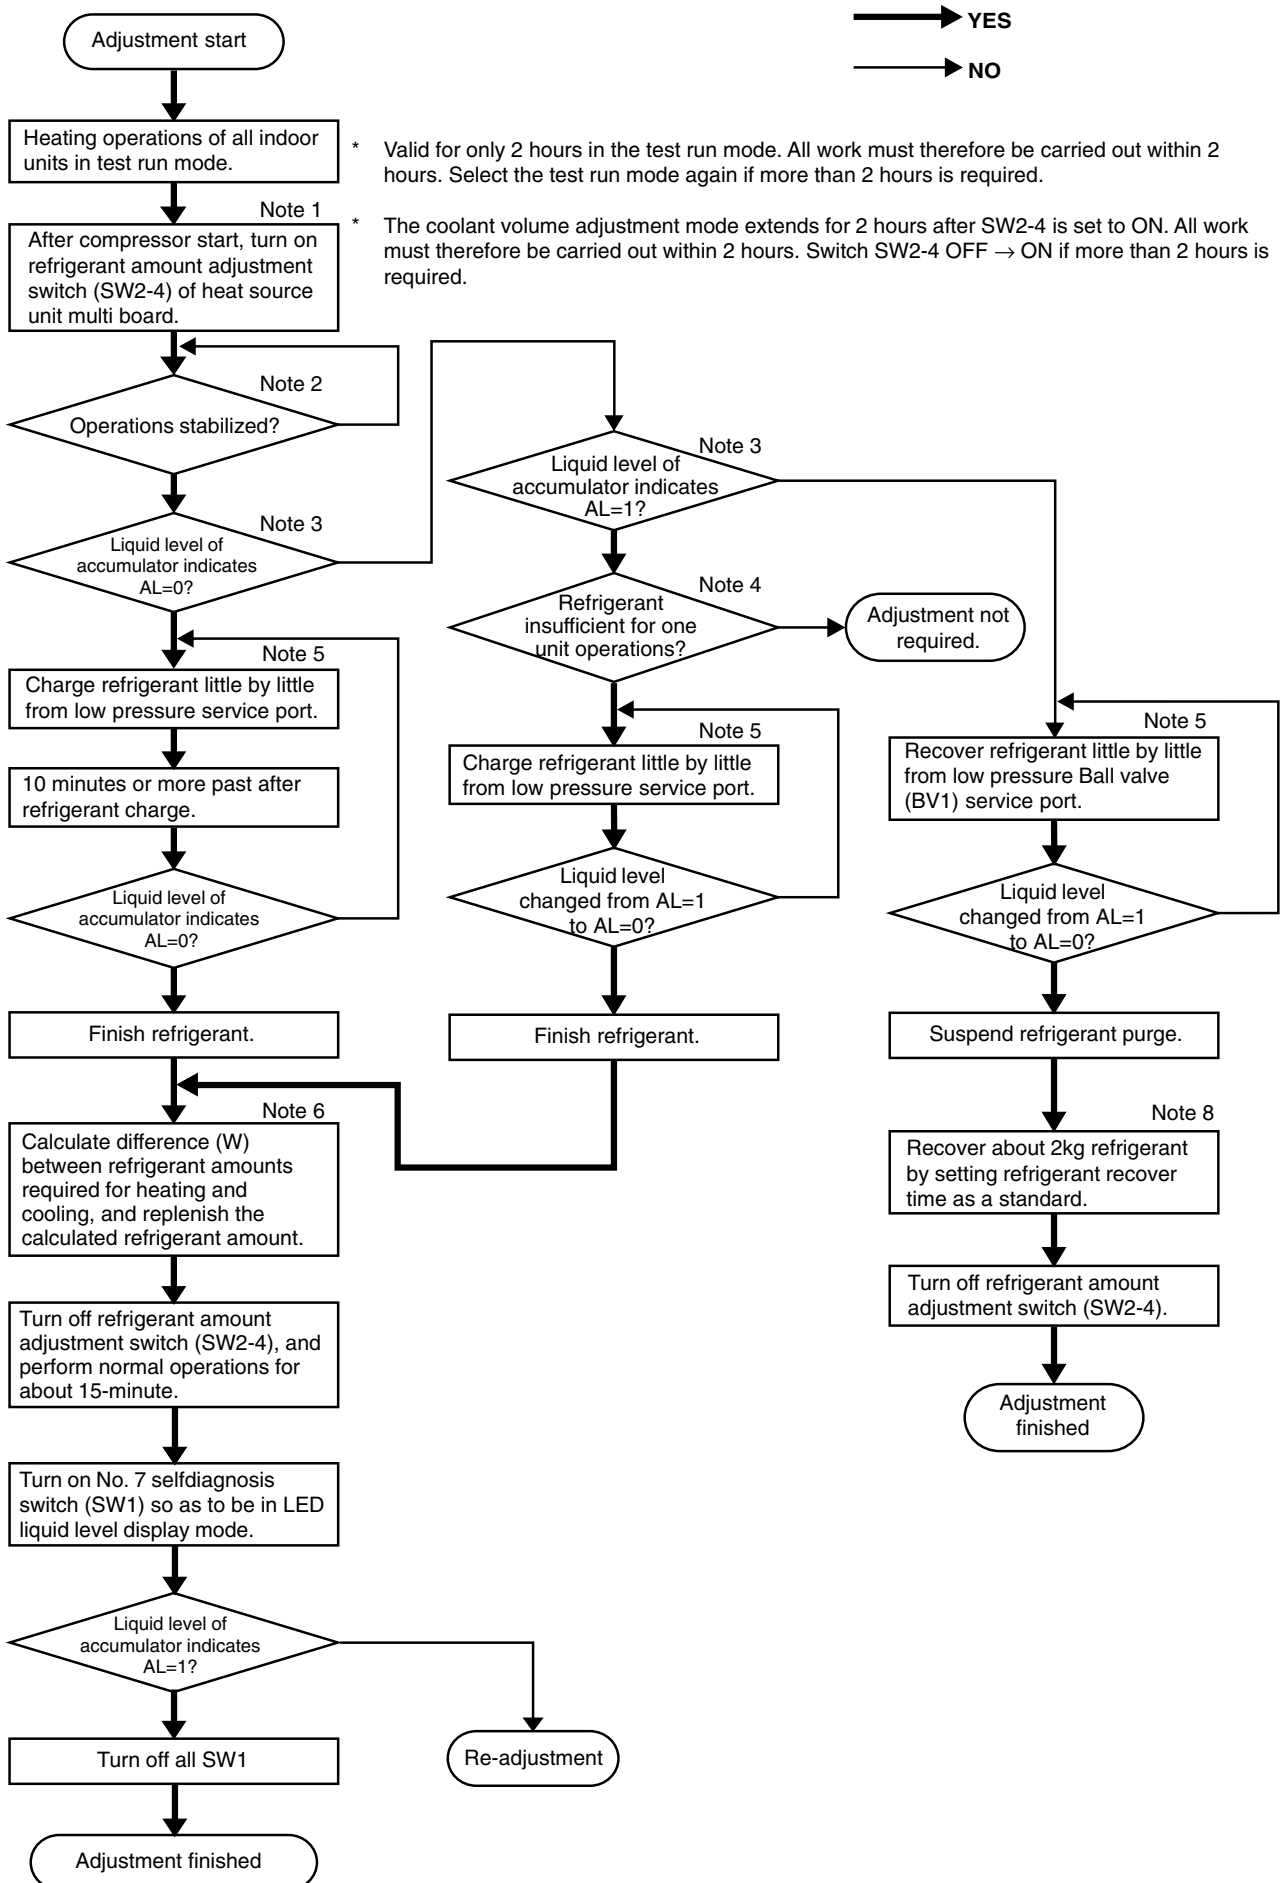 Adjustment start
YES
NO
Heating operations of all indoor
units in test run mode.
* Valid for only 2 hours in the test run mode. All work must therefore be carried out within 2
hours. Select the test run mode again if more than 2 hours is required.
* The coolant volume adjustment mode extends for 2 hours after SW2-4 is set to ON. All work
must therefore be carried out within 2 hours. Switch SW2-4 OFF → ON if more than 2 hours is
required.
Note 1
After compressor start, turn on
refrigerant amount adjustment
switch (SW2-4) of heat source
unit multi board.
Note 2
Operations stabilized?
Note 3
Liquid level of
accumulator indicates
AL=0?
Note 5
Charge refrigerant little by little
from low pressure service port.
10 minutes or more past after
refrigerant charge.
Liquid level of
accumulator indicates
AL=0?
Finish refrigerant.
Note 6
Calculate difference (W)
between refrigerant amounts
required for heating and
cooling, and replenish the
calculated refrigerant amount.
Turn off refrigerant amount
adjustment switch (SW2-4), and
perform normal operations for
about 15-minute.
Turn on No. 7 selfdiagnosis
switch (SW1) so as to be in LED
liquid level display mode.
Liquid level of
accumulator indicates
AL=1?
Turn off all SW1
Adjustment finished
Re-adjustment
Note 3
Liquid level of
accumulator indicates
AL=1?
Note 4
Refrigerant
insufficient for one
unit operations?
Adjustment not
required.
Note 5
Charge refrigerant little by little
from low pressure service port.
Liquid level
changed from AL=1
to AL=0?
Finish refrigerant.
Note 5
Recover refrigerant little by little
from low pressure Ball valve
(BV1) service port.
Liquid level
changed from AL=1
to AL=0?
Suspend refrigerant purge.
Note 8
Recover about 2kg refrigerant
by setting refrigerant recover
time as a standard.
Turn off refrigerant amount
adjustment switch (SW2-4).
Adjustment
finished